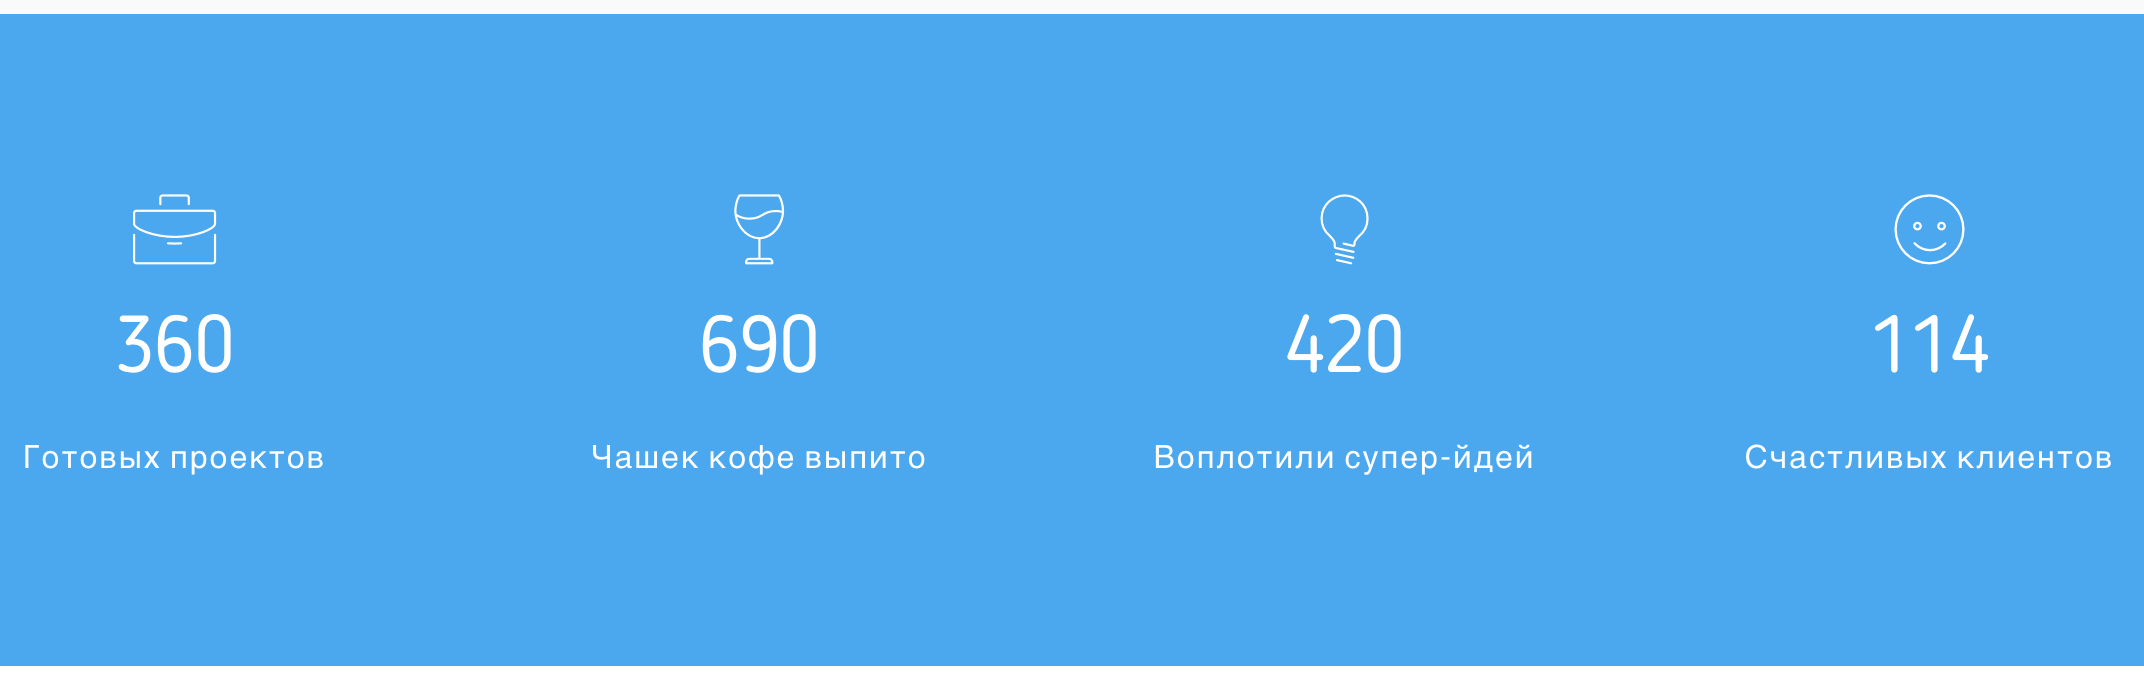 360
690
420
114
Готовых проектов
Чашек кофе выпито
Воплотили супер-йдей
Счастливых клиентов